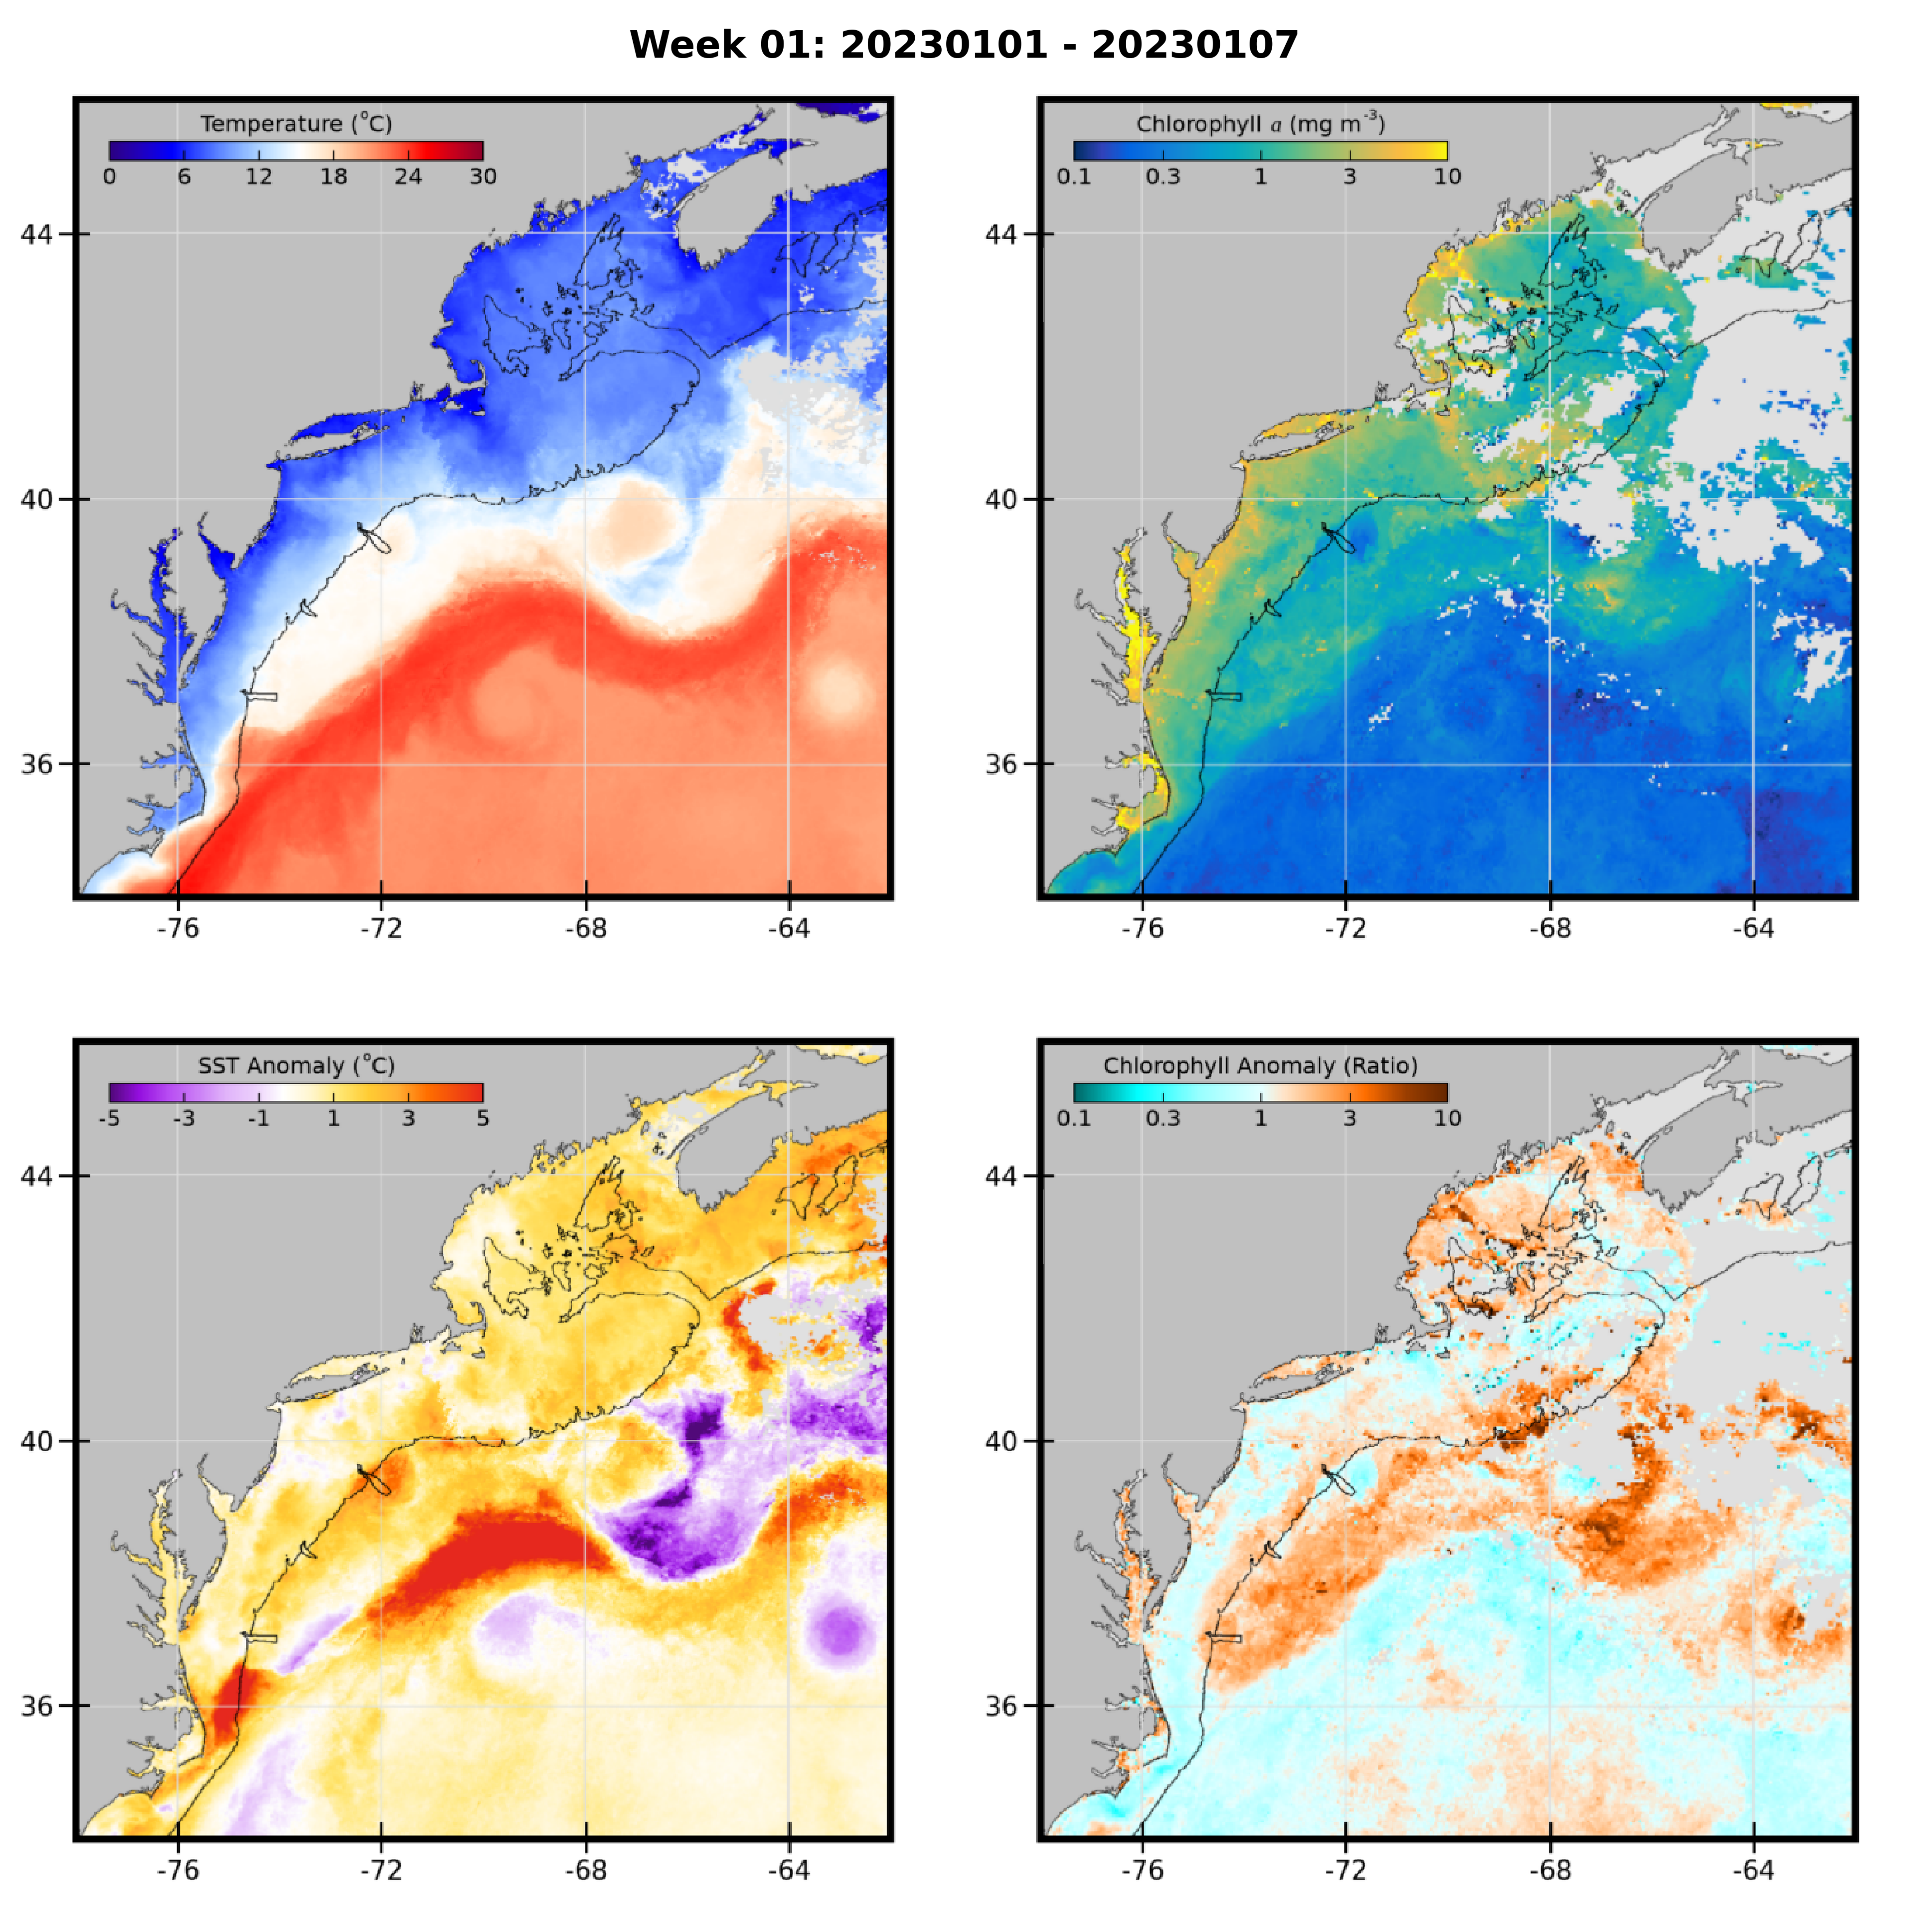 Week 01: 20230101 - 20230107
Temperature (°C)
0 6 12 18 24 30
44
40
36
-76 -72 -68 -64
Chlorophyll a (mg m⁻³)
0.1 0.3 1 3 10
44
40
36
-76 -72 -68 -64
SST Anomaly (°C)
-5 -3 -1 1 3 5
44
40
36
-76 -72 -68 -64
Chlorophyll Anomaly (Ratio)
0.1 0.3 1 3 10
44
40
36
-76 -72 -68 -64